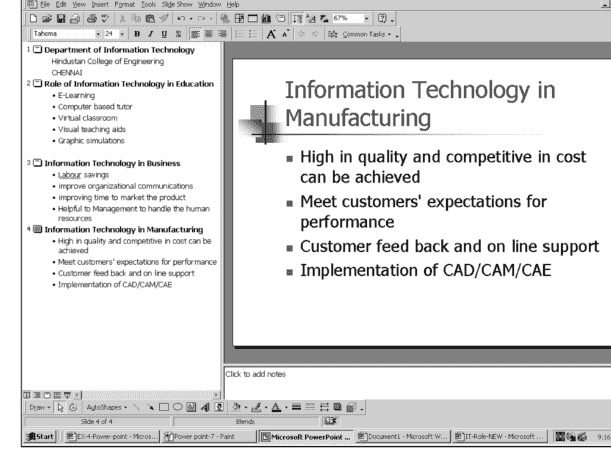 File Edit View Insert Format Tools Slide Show Window Help
67%
Tahoma 24 B I U S A A Common Tasks
1 Department of Information Technology
Hindustan College of Engineering
CHENNAI
2 Role of Information Technology in Education
• E-Learning
• Computer based tutor
• Virtual classroom
• Visual teaching aids
• Graphic simulations
3 Information Technology in Business
• Labour savings
• improve organizational communications
• improving time to market the product
• Helpful to Management to handle the human
resources
4 Information Technology in Manufacturing
• High in quality and competitive in cost can be
achieved
• Meet customers' expectations for performance
• Customer feed back and on line support
• Implementation of CAD/CAM/CAE
Information Technology in
Manufacturing
High in quality and competitive in cost
can be achieved
Meet customers' expectations for
performance
Customer feed back and on line support
Implementation of CAD/CAM/CAE
Click to add notes
Draw AutoShapes
Slide 4 of 4 Blends
Start EX-4-Power-point - Micros... Power point-7 - Paint Microsoft PowerPoint ... Document1 - Microsoft W... IT-Role-NEW - Microsoft ... 9:16